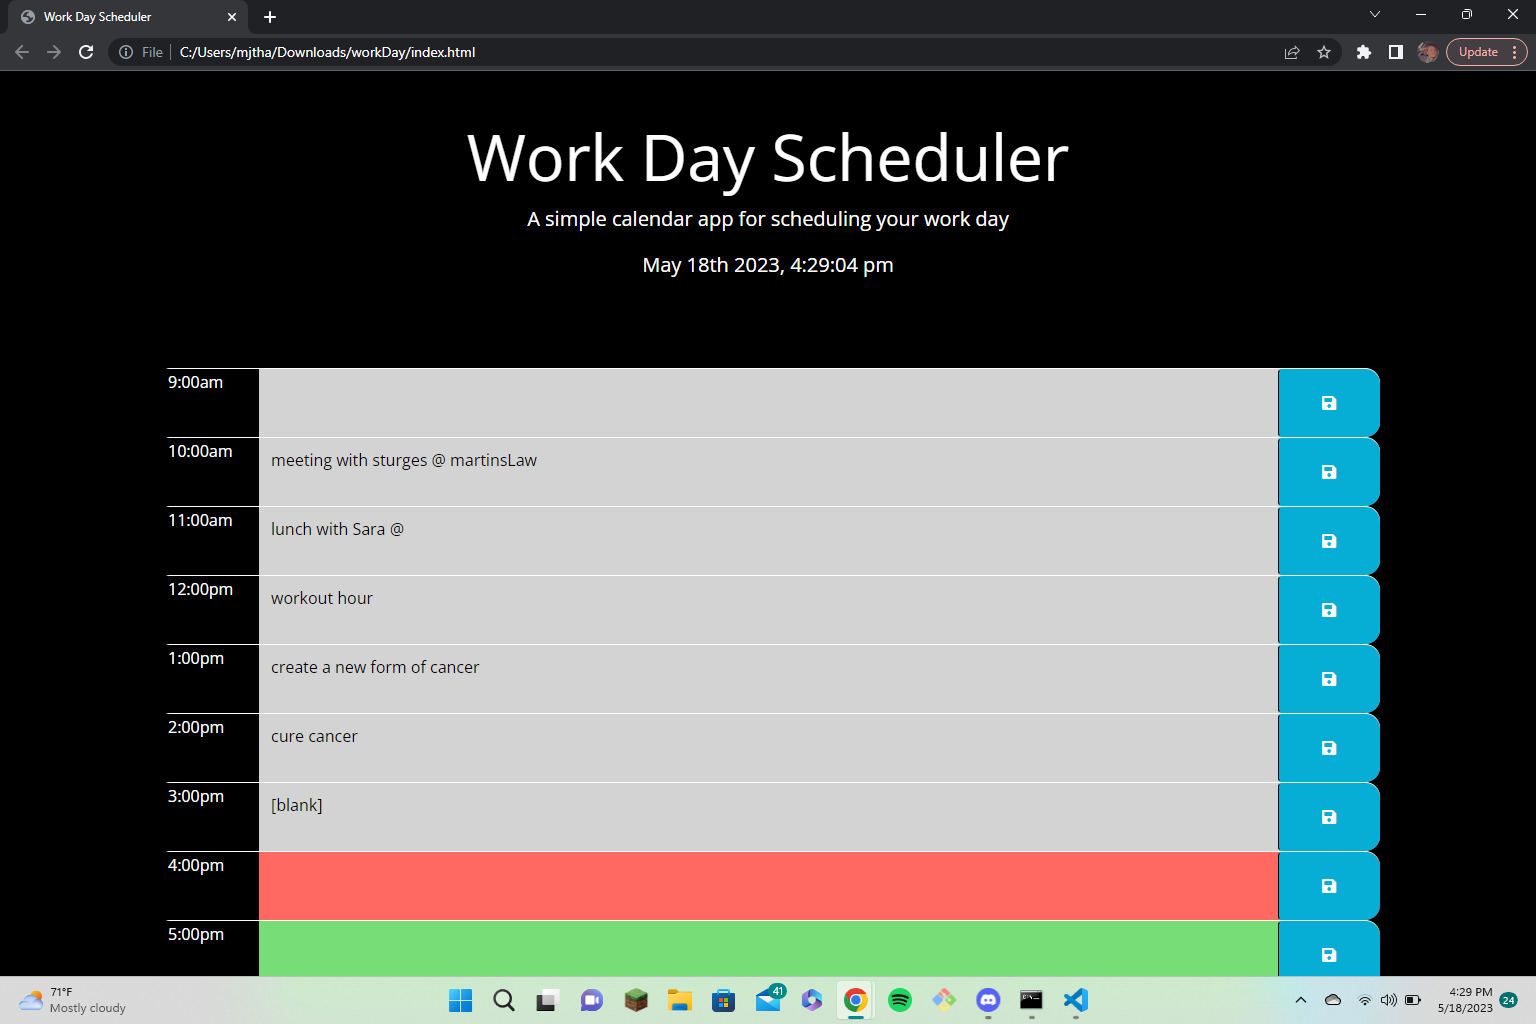 Work Day Scheduler
File C:/Users/mjtha/Downloads/workDay/index.html Update
Work Day Scheduler
A simple calendar app for scheduling your work day
May 18th 2023, 4:29:04 pm
9:00am
10:00am meeting with sturges @ martinsLaw
11:00am lunch with Sara @
12:00pm workout hour
1:00pm create a new form of cancer
2:00pm cure cancer
3:00pm [blank]
4:00pm
5:00pm
71°F
Mostly cloudy
41
4:29 PM
5/18/2023
24